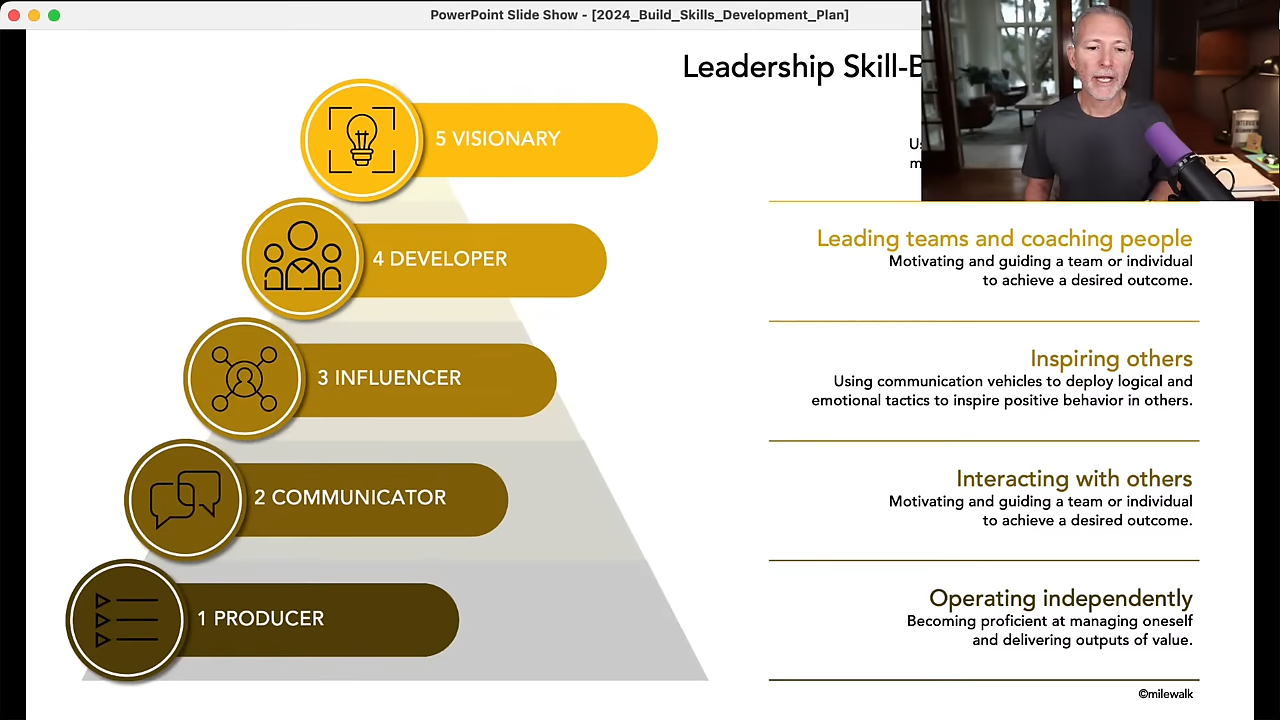 PowerPoint Slide Show - [2024_Build_Skills_Development_Plan]
Leadership Skill-B
5 VISIONARY
4 DEVELOPER
Leading teams and coaching people
Motivating and guiding a team or individual
to achieve a desired outcome.
3 INFLUENCER
Inspiring others
Using communication vehicles to deploy logical and
emotional tactics to inspire positive behavior in others.
2 COMMUNICATOR
Interacting with others
Motivating and guiding a team or individual
to achieve a desired outcome.
1 PRODUCER
Operating independently
Becoming proficient at managing oneself
and delivering outputs of value.
©milewalk